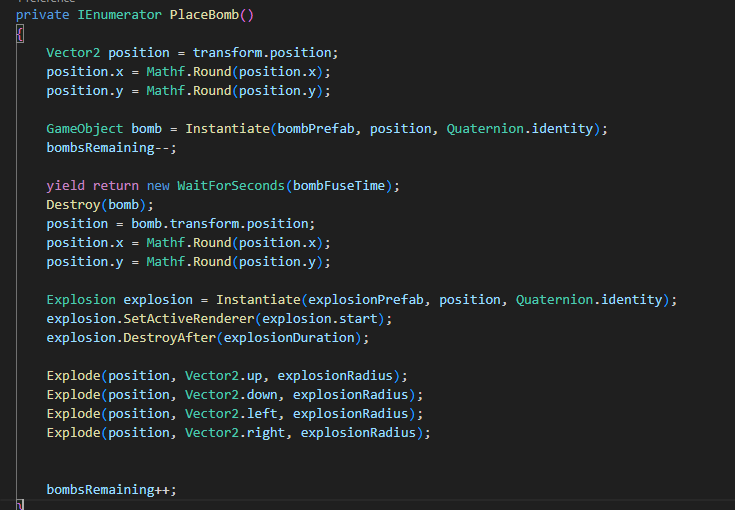 private IEnumerator PlaceBomb()
{
Vector2 position = transform.position;
position.x = Mathf.Round(position.x);
position.y = Mathf.Round(position.y);
GameObject bomb = Instantiate(bombPrefab, position, Quaternion.identity);
bombsRemaining--;
yield return new WaitForSeconds(bombFuseTime);
Destroy(bomb);
position = bomb.transform.position;
position.x = Mathf.Round(position.x);
position.y = Mathf.Round(position.y);
Explosion explosion = Instantiate(explosionPrefab, position, Quaternion.identity);
explosion.SetActiveRenderer(explosion.start);
explosion.DestroyAfter(explosionDuration);
Explode(position, Vector2.up, explosionRadius);
Explode(position, Vector2.down, explosionRadius);
Explode(position, Vector2.left, explosionRadius);
Explode(position, Vector2.right, explosionRadius);
bombsRemaining++;
}